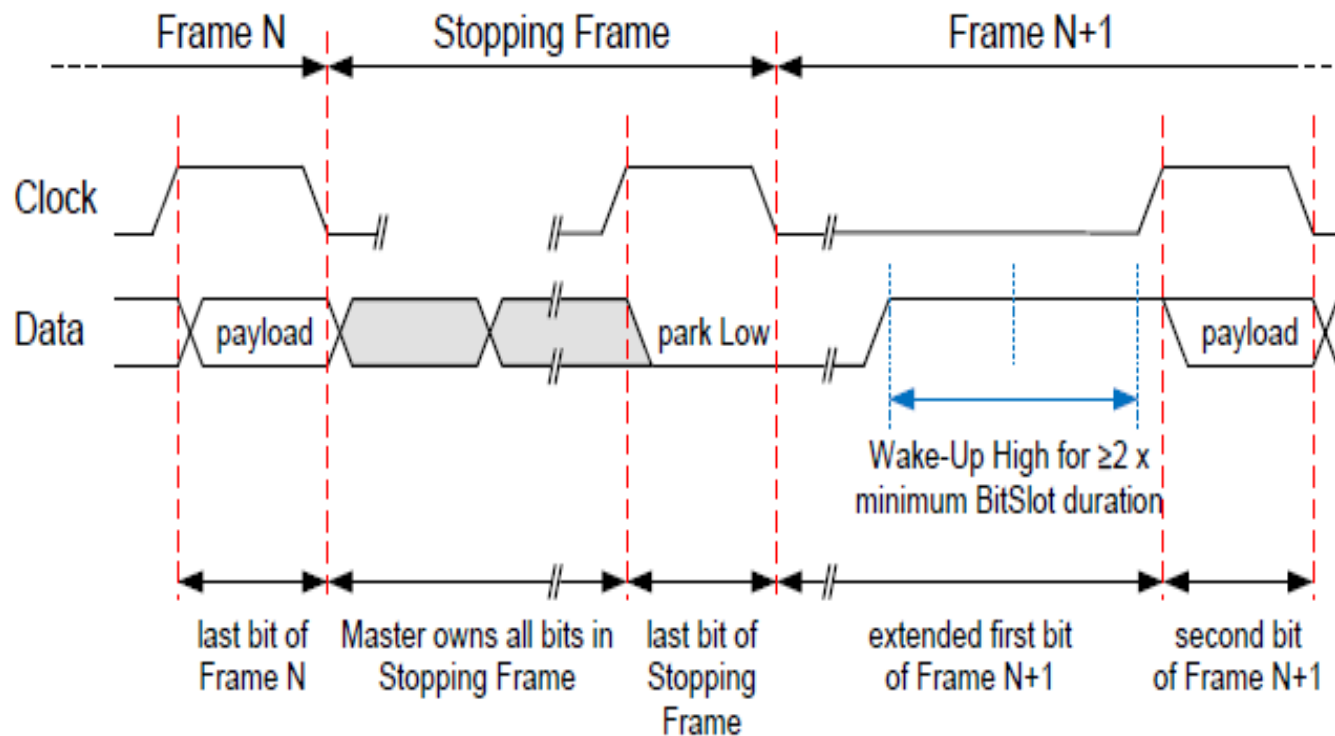 Frame N
Stopping Frame
Frame N+1
Clock
Data
payload
park Low
payload
Wake-Up High for ≥2 x
minimum BitSlot duration
last bit of
Frame N
Master owns all bits in
Stopping Frame
last bit of
Stopping
Frame
extended first bit
of Frame N+1
second bit
of Frame N+1